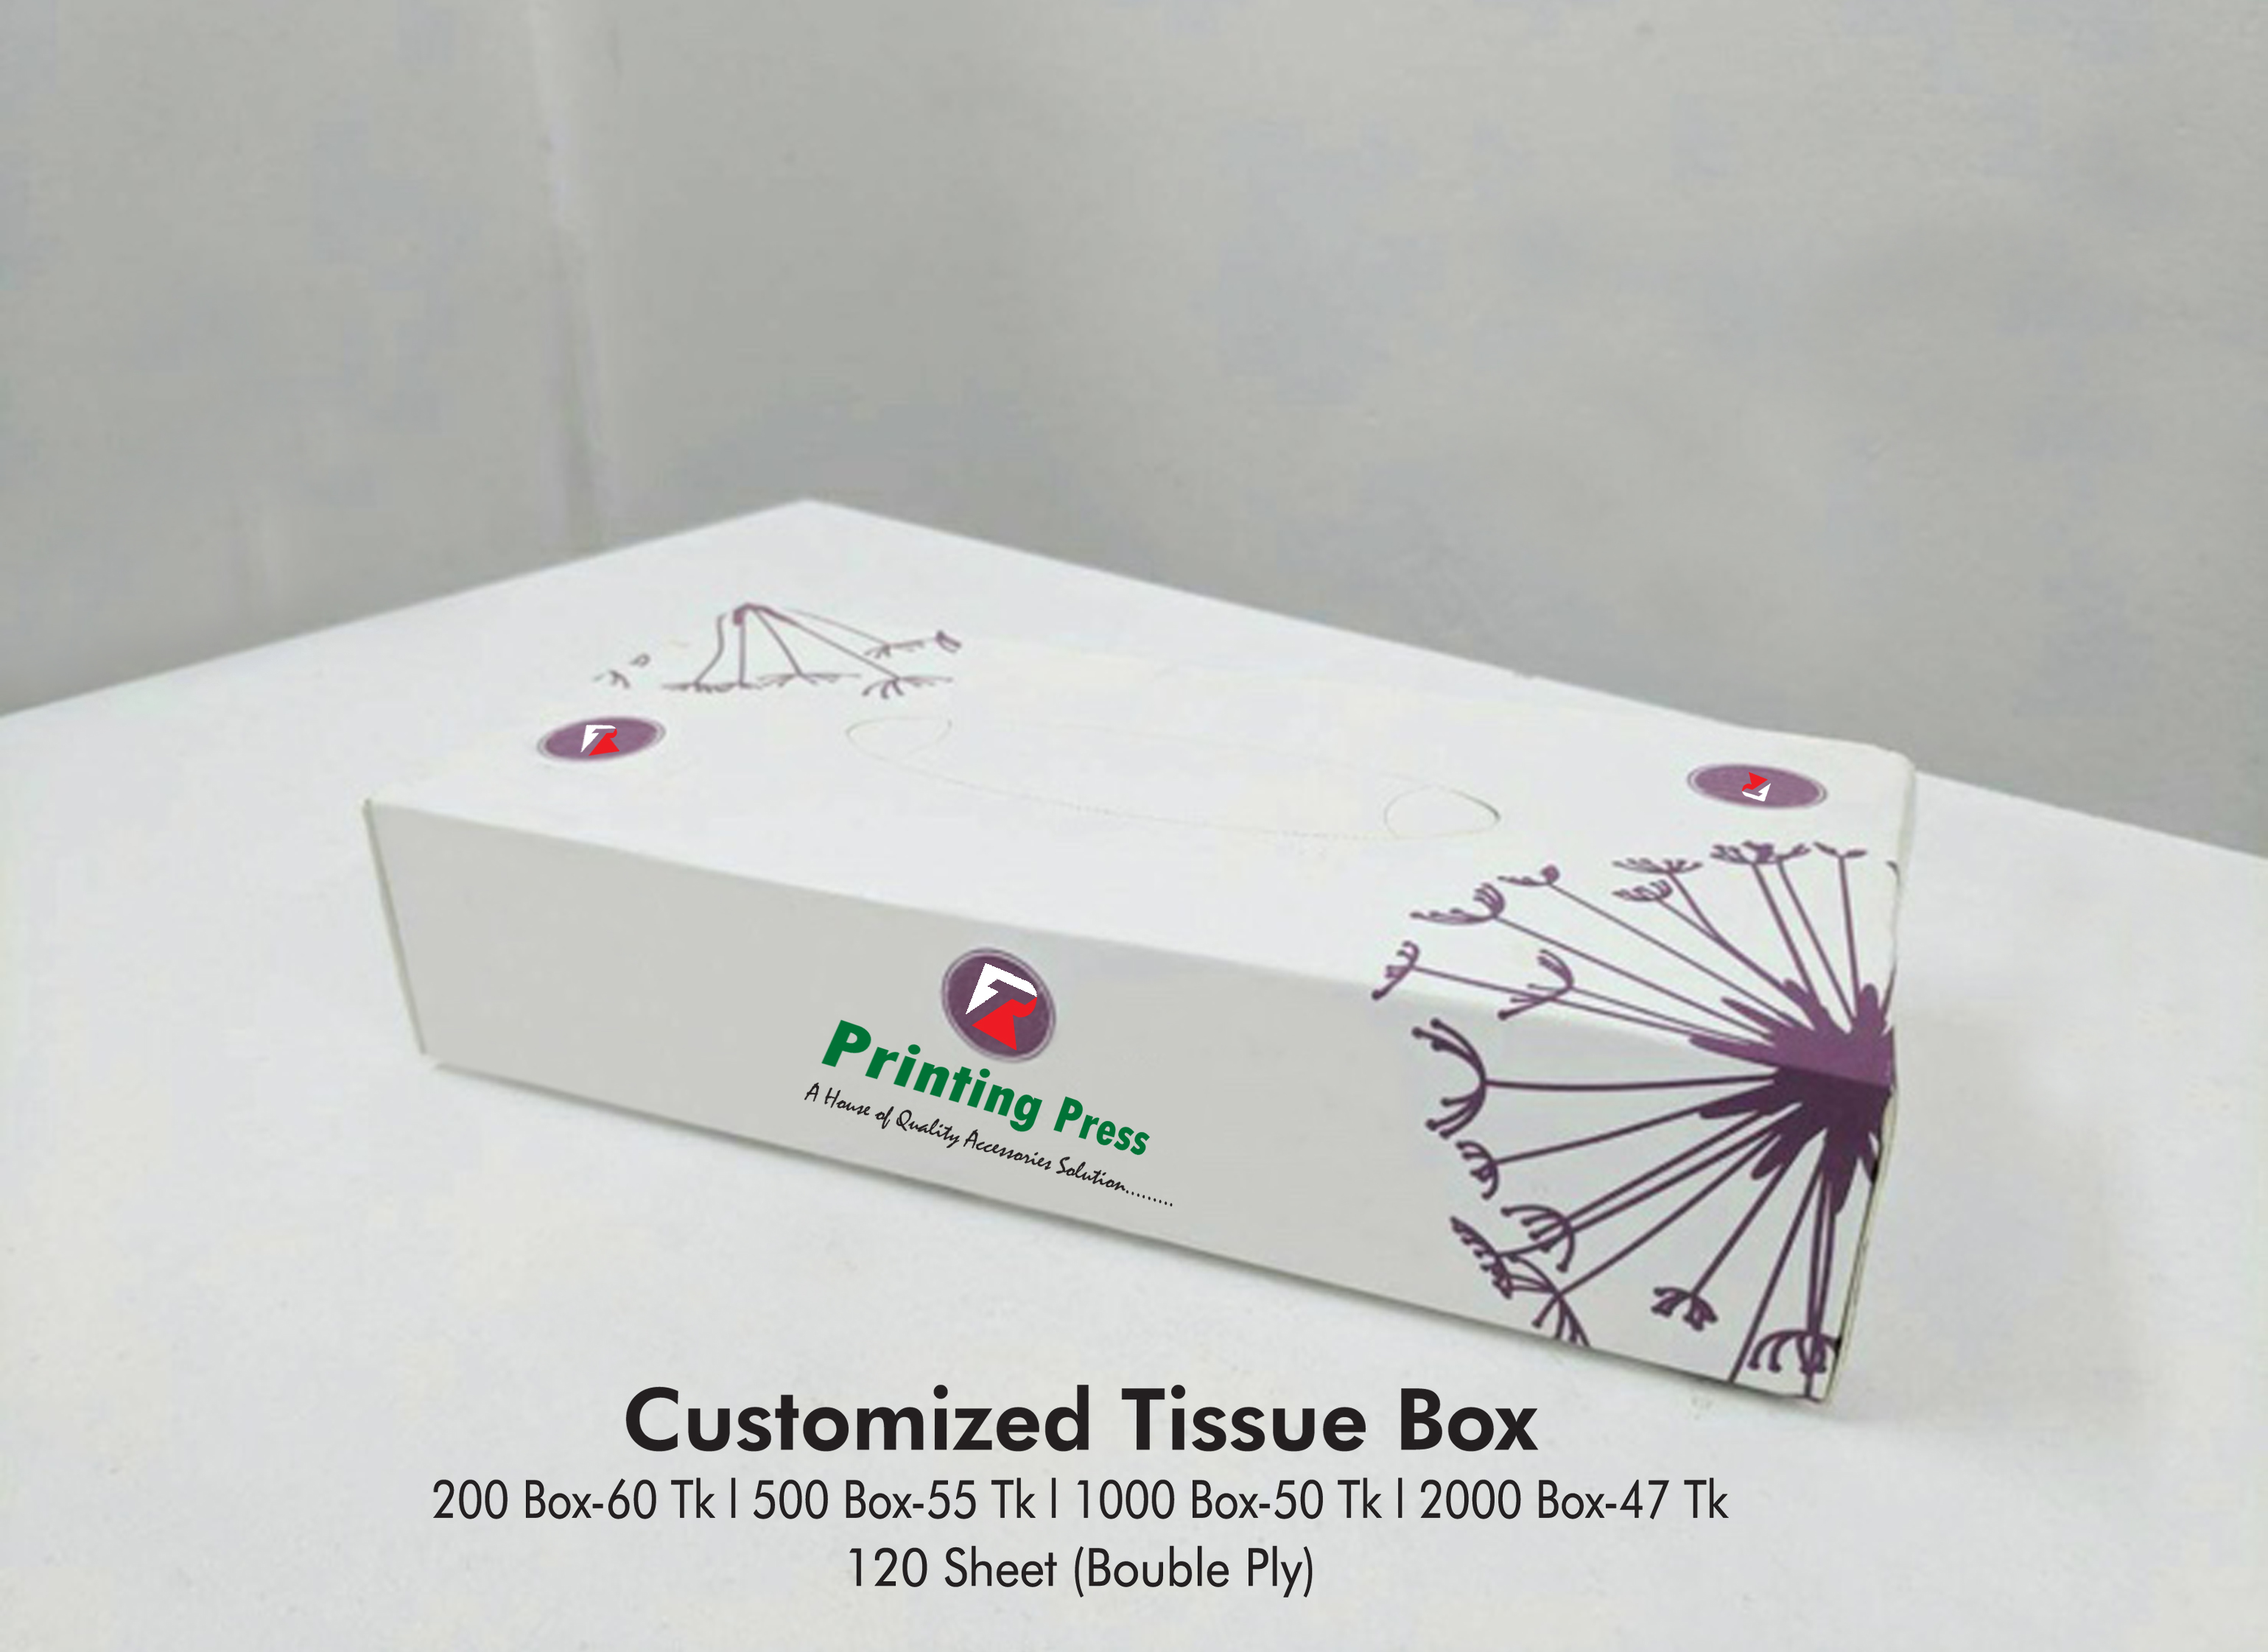 Printing Press
A House of Quality Accessories Solution.........
Customized Tissue Box
200 Box-60 Tk | 500 Box-55 Tk | 1000 Box-50 Tk | 2000 Box-47 Tk
120 Sheet (Bouble Ply)